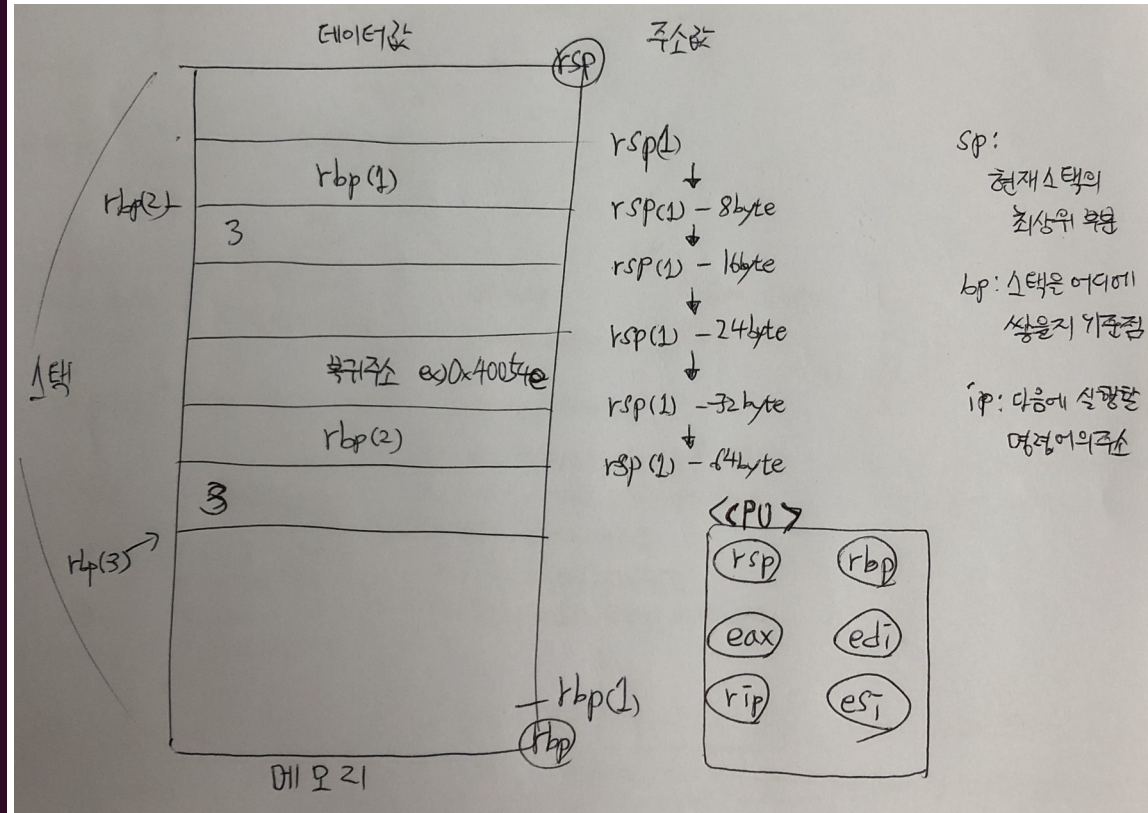 데이터값
rsp
주소값
rsp(1)
rbp(1)
rsp(1) - 8byte
rbp(2)
3
rsp(1) - 16byte
rsp(1) - 24byte
스택
복귀주소 ex)0x40054e
rsp(1) - 32byte
rbp(2)
rsp(1) - 64byte
3
rbp(3)
rbp(1)
rbp
메모리
sp:
현재스택의
최상위 부분
bp: 스택은 어디에
쌓을지 기준점
ip: 다음에 실행할
명령어의주소
<CPU>
rsp rbp
eax edi
rip esi